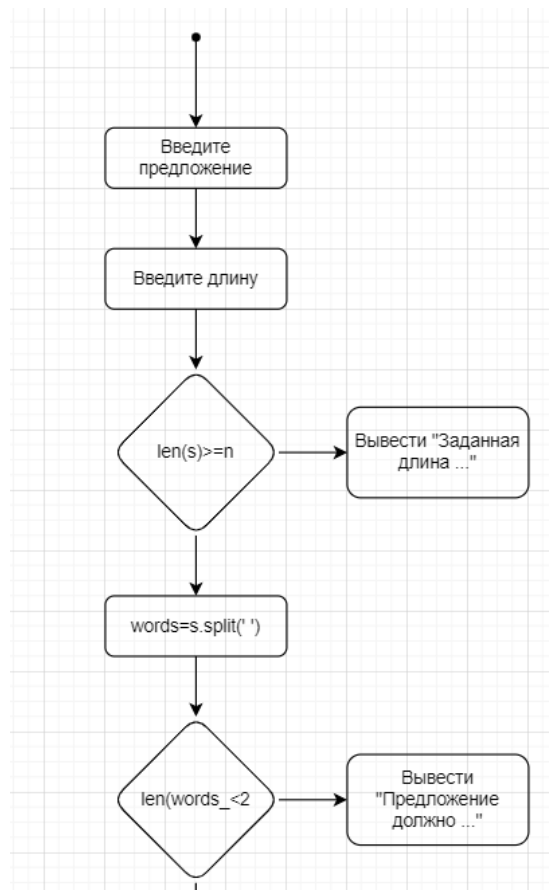 Введите
предложение
Введите длину
len(s)>=n
Вывести "Заданная
длина ..."
words=s.split(' ')
len(words_<2
Вывести
"Предложение
должно ..."